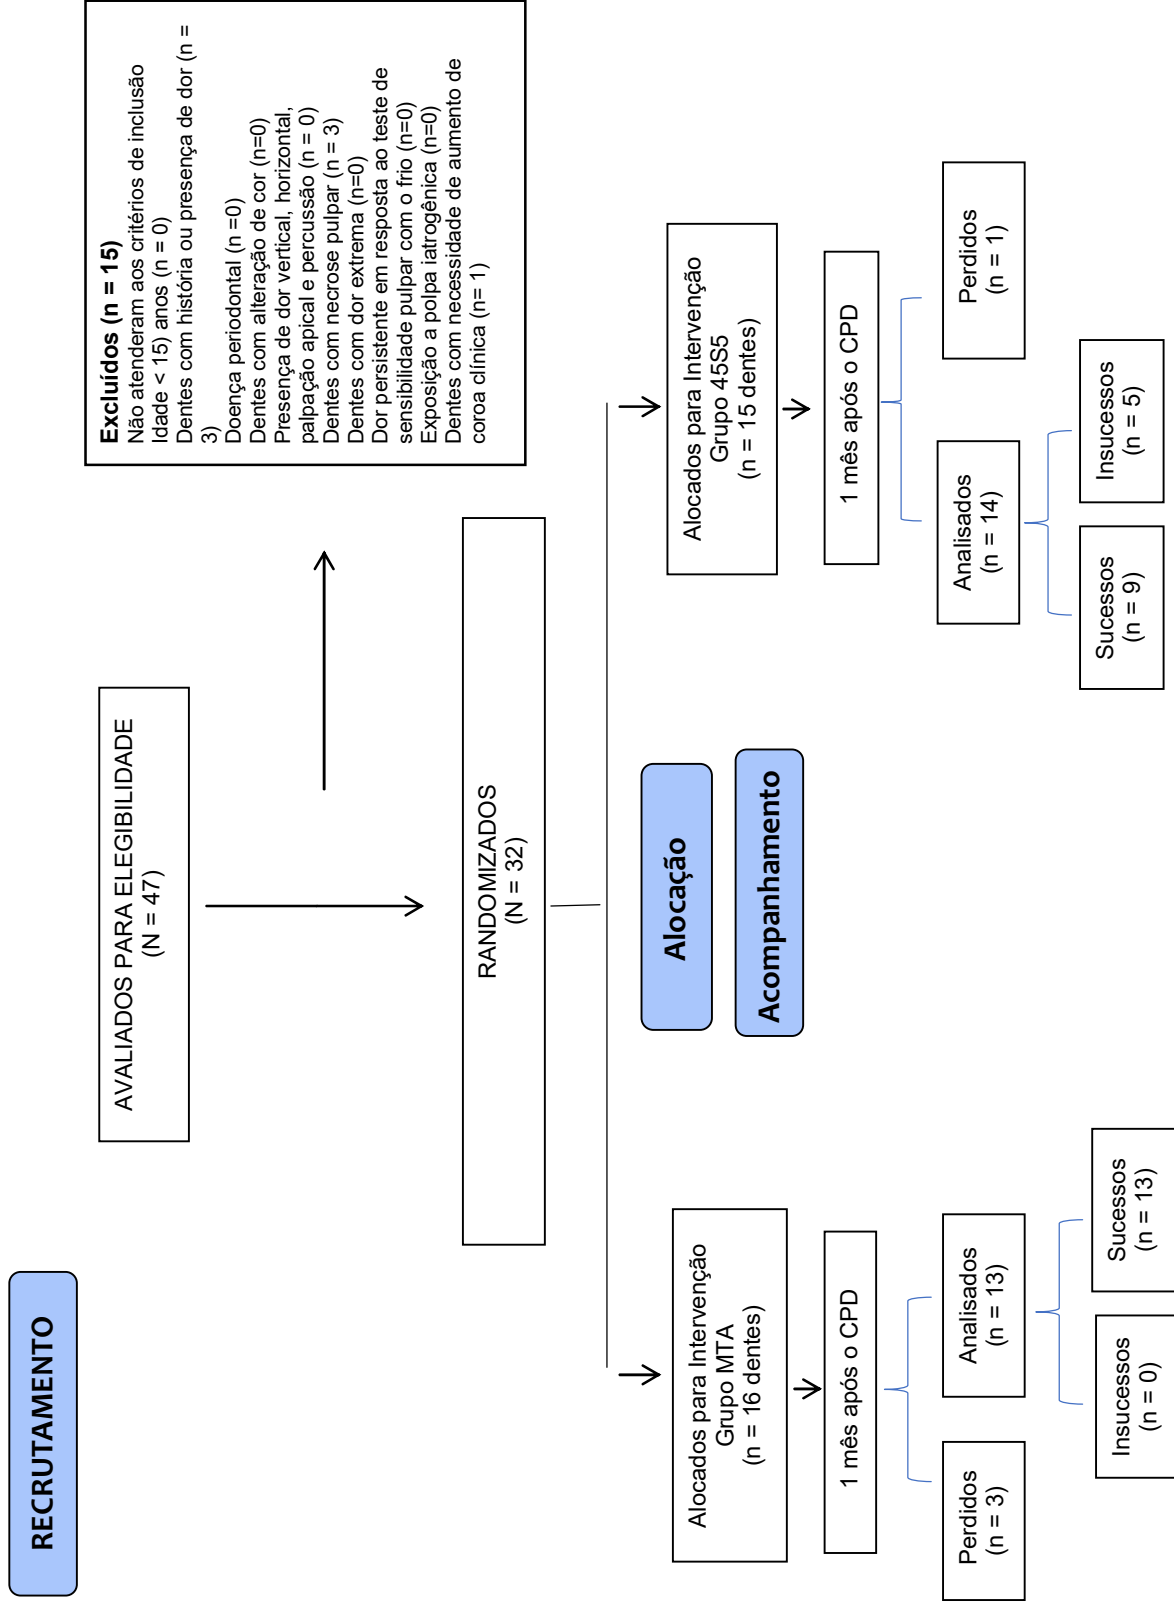 RECRUTAMENTO
AVALIADOS PARA ELEGIBILIDADE
(N = 47)
Excluídos (n = 15)
Não atenderam aos critérios de inclusão
Idade < 15) anos (n = 0)
Dentes com história ou presença de dor (n =
3)
Doença periodontal (n =0)
Dentes com alteração de cor (n=0)
Presença de dor vertical, horizontal,
palpação apical e percussão (n = 0)
Dentes com necrose pulpar (n = 3)
Dentes com dor extrema (n=0)
Dor persistente em resposta ao teste de
sensibilidade pulpar com o frio (n=0)
Exposição a polpa iatrogênica (n=0)
Dentes com necessidade de aumento de
coroa clínica (n= 1)
RANDOMIZADOS
(N = 32)
Alocação
Alocados para Intervenção
Grupo MTA
(n = 16 dentes)
Alocados para Intervenção
Grupo 45S5
(n = 15 dentes)
Acompanhamento
1 mês após o CPD
1 mês após o CPD
Perdidos
(n = 3)
Analisados
(n = 13)
Analisados
(n = 14)
Perdidos
(n = 1)
Insucessos
(n = 0)
Sucessos
(n = 13)
Sucessos
(n = 9)
Insucessos
(n = 5)